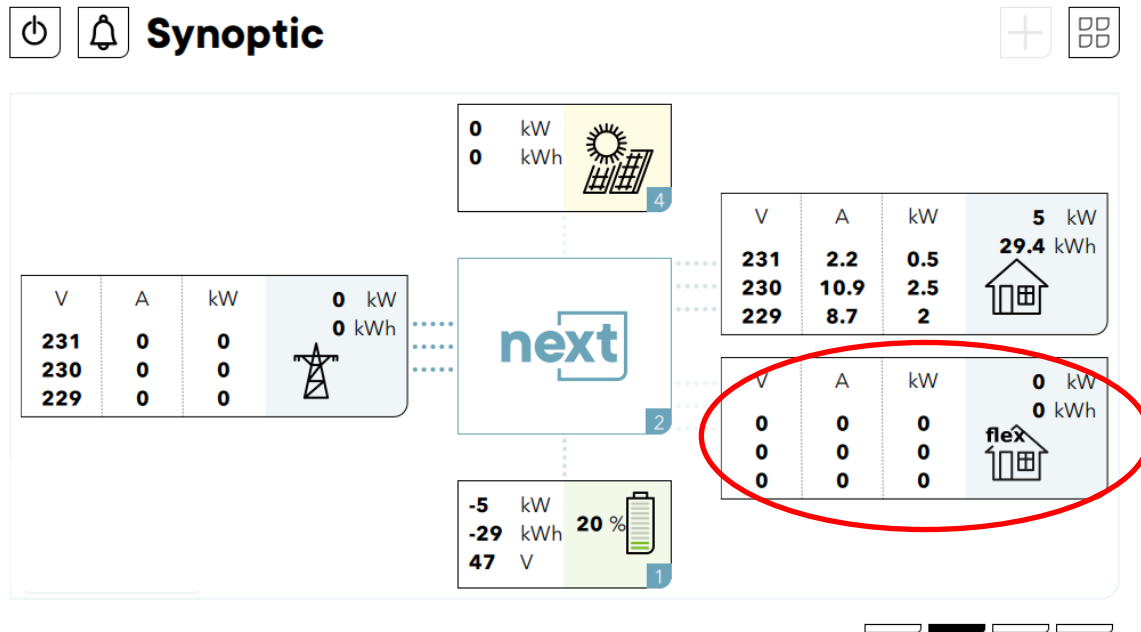 Synoptic
0 kW
0 kWh
4
V A kW 5 kW
29.4 kWh
231 2.2 0.5
230 10.9 2.5
229 8.7 2
V A kW 0 kW
0 kWh
231 0 0
230 0 0
229 0 0
next
2
V A kW 0 kW
0 kWh
flex
0 0 0
0 0 0
0 0 0
-5 kW
-29 kWh
47 V
20 %
1